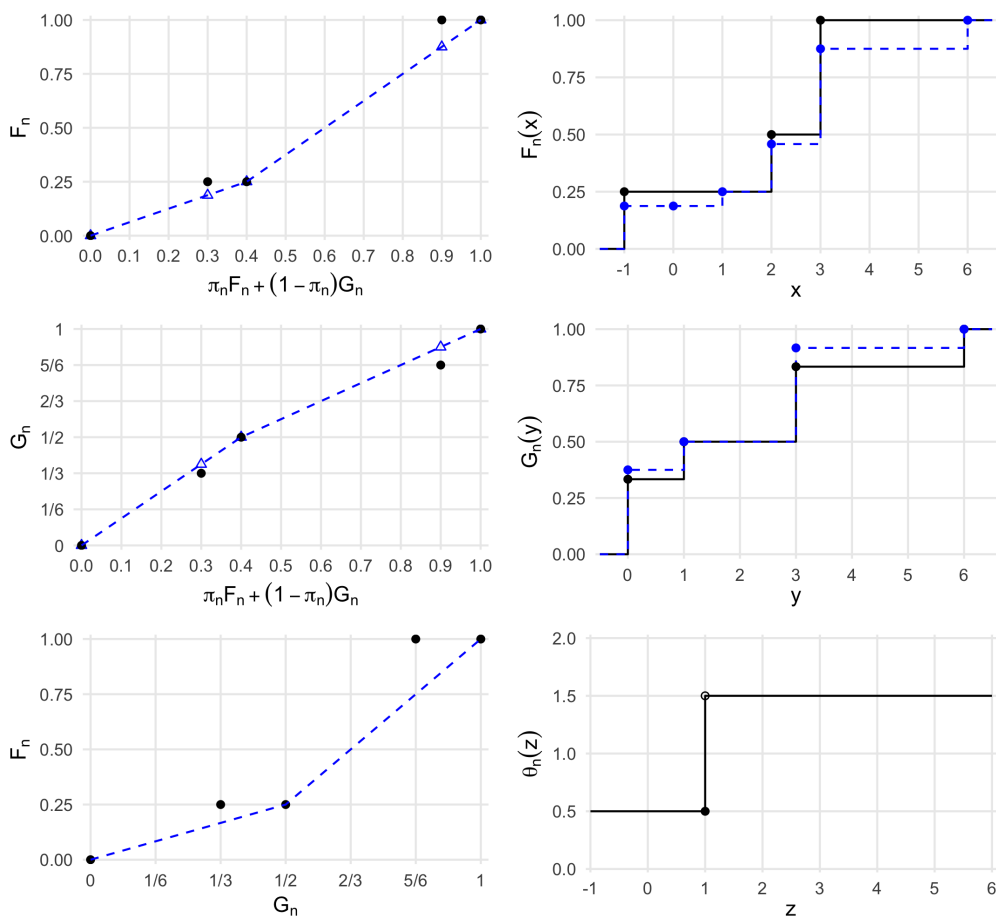 1.00
0.75
0.50
0.25
0.00
Fn
0.0 0.1 0.2 0.3 0.4 0.5 0.6 0.7 0.8 0.9 1.0
πnFn + (1 − πn)Gn
1.00
0.75
0.50
0.25
0.00
Fn(x)
-1 0 1 2 3 4 5 6
x
1
5/6
2/3
1/2
1/3
1/6
0
Gn
0.0 0.1 0.2 0.3 0.4 0.5 0.6 0.7 0.8 0.9 1.0
πnFn + (1 − πn)Gn
1.00
0.75
0.50
0.25
0.00
Gn(y)
0 1 2 3 4 5 6
y
1.00
0.75
0.50
0.25
0.00
Fn
0 1/6 1/3 1/2 2/3 5/6 1
Gn
2.0
1.5
1.0
0.5
0.0
θn(z)
-1 0 1 2 3 4 5 6
z